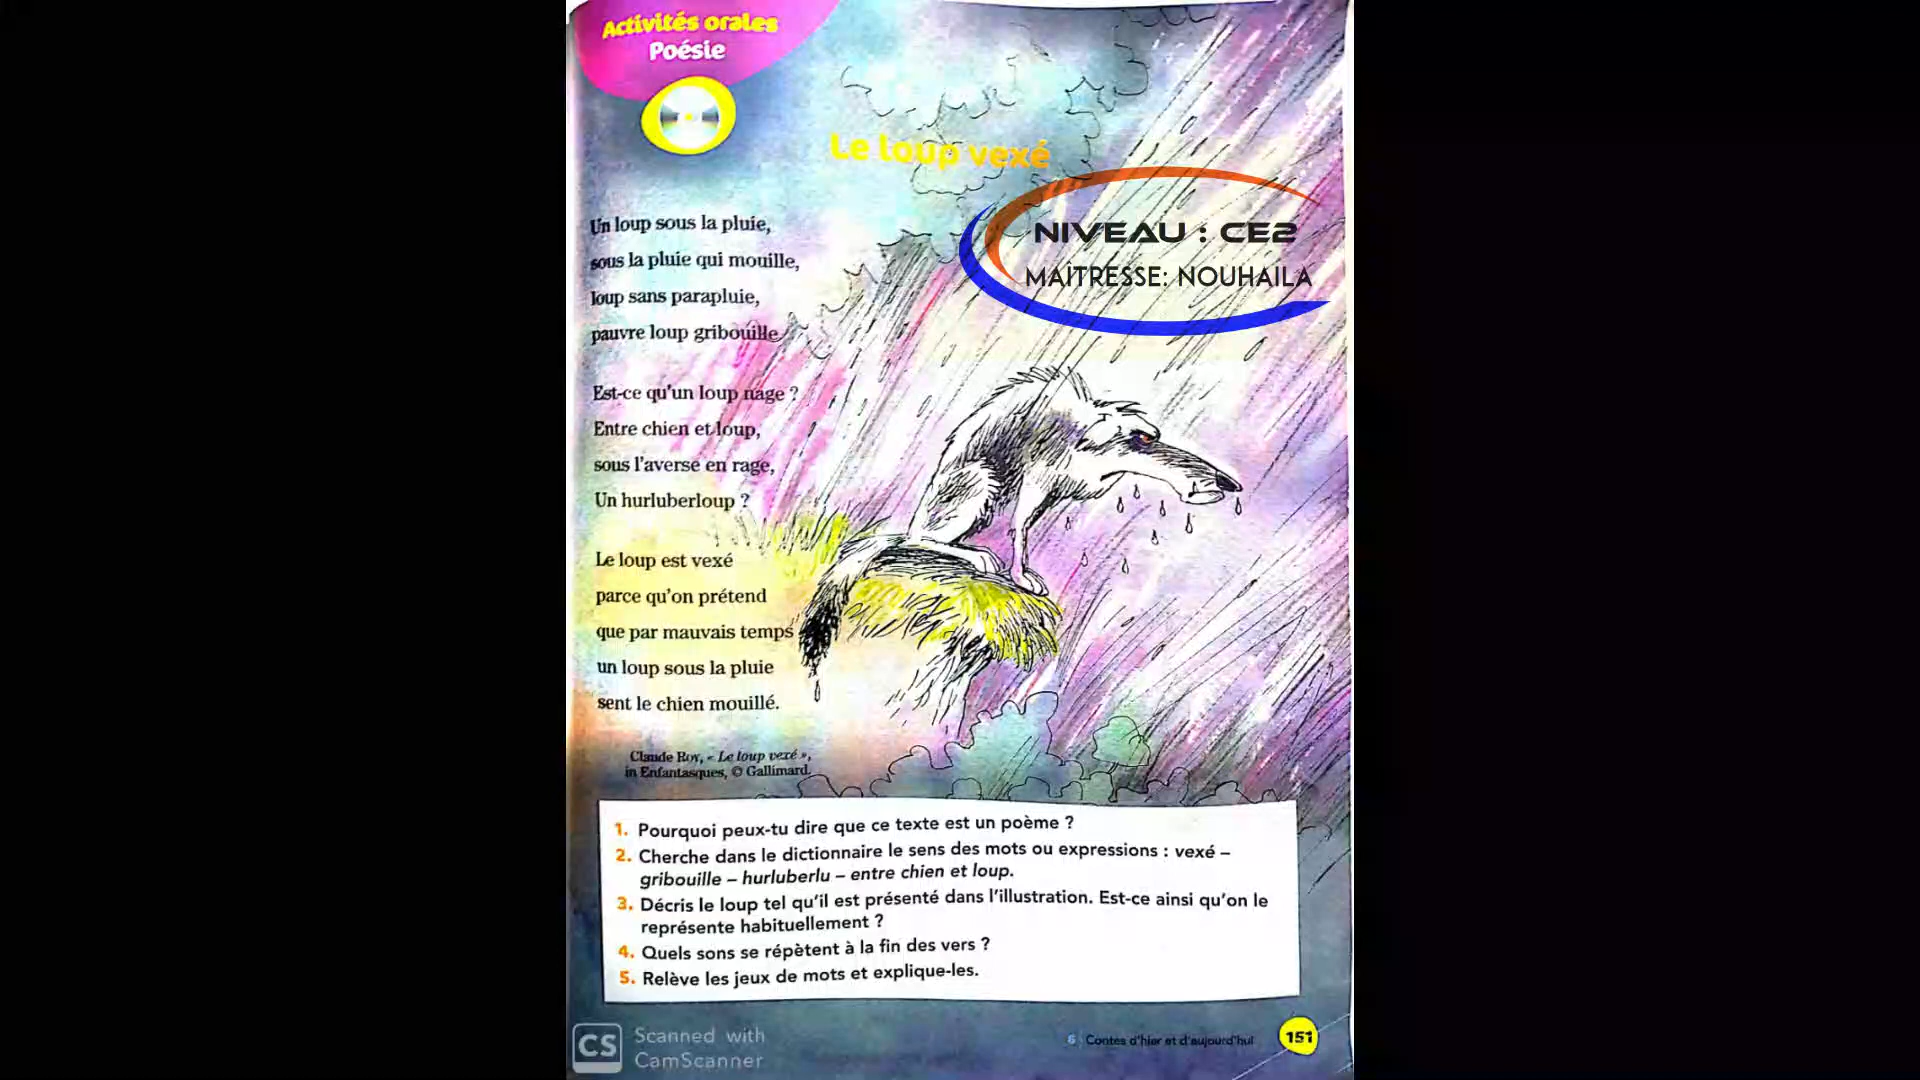 Activités orales
Poésie
Le loup vexé
NIVEAU : CE2
MAITRESSE: NOUHAILA
Un loup sous la pluie,
sous la pluie qui mouille,
loup sans parapluie,
pauvre loup gribouille.
Est-ce qu'un loup nage ?
Entre chien et loup,
sous l'averse en rage,
Un hurluberloup ?
Le loup est vexé
parce qu'on prétend
que par mauvais temps
un loup sous la pluie
sent le chien mouillé.
Claude Roy, « Le loup vexé »,
in Enfantasques, © Gallimard.
1. Pourquoi peux-tu dire que ce texte est un poème ?
2. Cherche dans le dictionnaire le sens des mots ou expressions : vexé –
gribouille – hurluberlu – entre chien et loup.
3. Décris le loup tel qu'il est présenté dans l'illustration. Est-ce ainsi qu'on le
représente habituellement ?
4. Quels sons se répètent à la fin des vers ?
5. Relève les jeux de mots et explique-les.
CS Scanned with
CamScanner
6 Contes d'hier et d'aujourd'hui
151